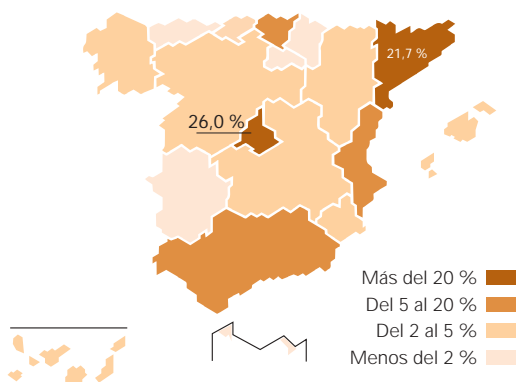 21,7 %
26,0 %
Más del 20 %
Del 5 al 20 %
Del 2 al 5 %
Menos del 2 %